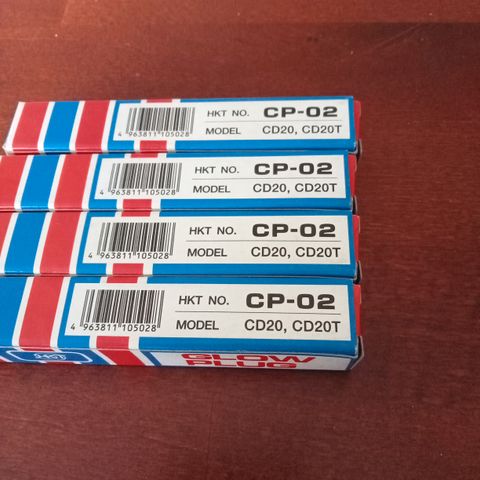 HKT NO. CP-02
4 963811 105028
MODEL CD20, CD20T
HKT NO. CP-02
4 963811 105028
MODEL CD20, CD20T
HKT NO. CP-02
4 963811 105028
MODEL CD20, CD20T
HKT NO. CP-02
4 963811 105028
MODEL CD20, CD20T
GLOW
PLUG